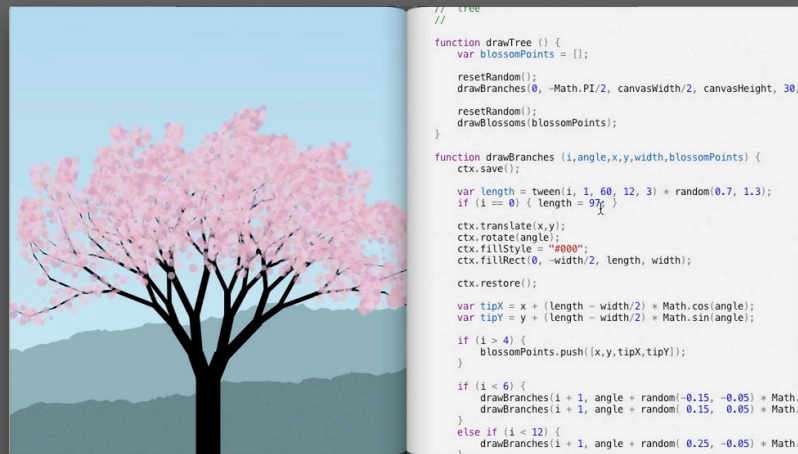 // tree
//
function drawTree () {
var blossomPoints = [];
resetRandom();
drawBranches(0, -Math.PI/2, canvasWidth/2, canvasHeight, 30,
resetRandom();
drawBlossoms(blossomPoints);
}
function drawBranches (i,angle,x,y,width,blossomPoints) {
ctx.save();
var length = tween(i, 1, 60, 12, 3) * random(0.7, 1.3);
if (i == 0) { length = 97; }
ctx.translate(x,y);
ctx.rotate(angle);
ctx.fillStyle = "#000";
ctx.fillRect(0, -width/2, length, width);
ctx.restore();
var tipX = x + (length - width/2) * Math.cos(angle);
var tipY = y + (length - width/2) * Math.sin(angle);
if (i > 4) {
blossomPoints.push([x,y,tipX,tipY]);
}
if (i < 6) {
drawBranches(i + 1, angle + random(-0.15, -0.05) * Math.
drawBranches(i + 1, angle + random( 0.15, 0.05) * Math.
}
else if (i < 12) {
drawBranches(i + 1, angle + random( 0.25, -0.05) * Math.